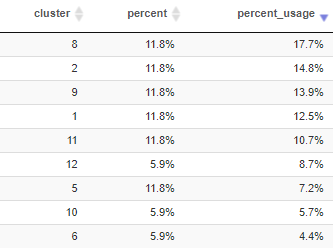 cluster percent percent_usage
8 11.8% 17.7%
2 11.8% 14.8%
9 11.8% 13.9%
1 11.8% 12.5%
11 11.8% 10.7%
12 5.9% 8.7%
5 11.8% 7.2%
10 5.9% 5.7%
6 5.9% 4.4%